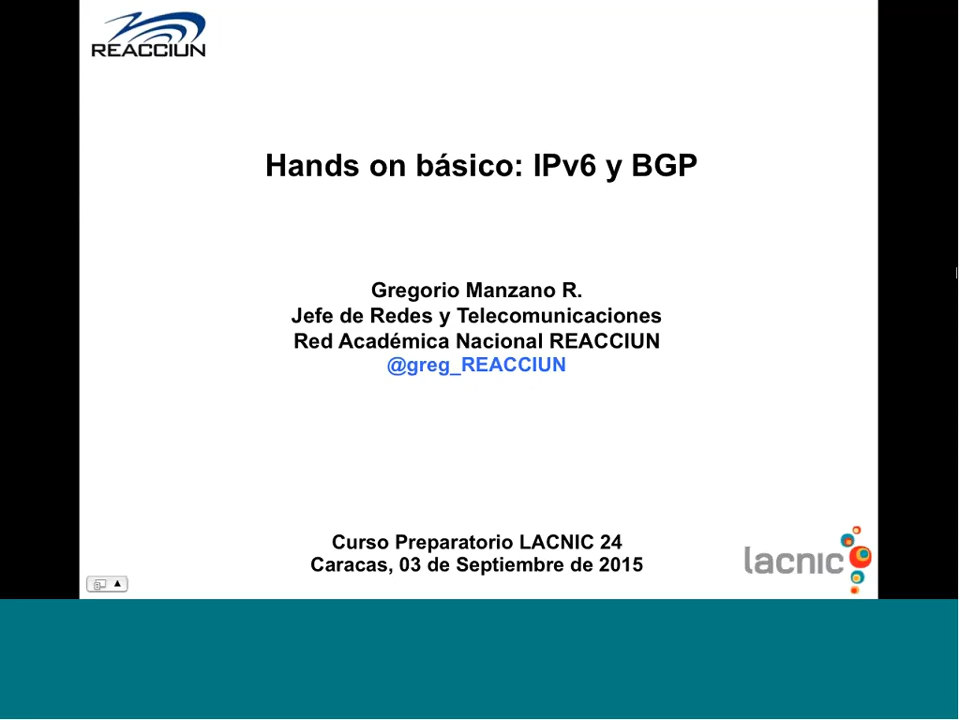 REACCIUN
Hands on básico: IPv6 y BGP
Gregorio Manzano R.
Jefe de Redes y Telecomunicaciones
Red Académica Nacional REACCIUN
@greg_REACCIUN
Curso Preparatorio LACNIC 24
Caracas, 03 de Septiembre de 2015
lacnic